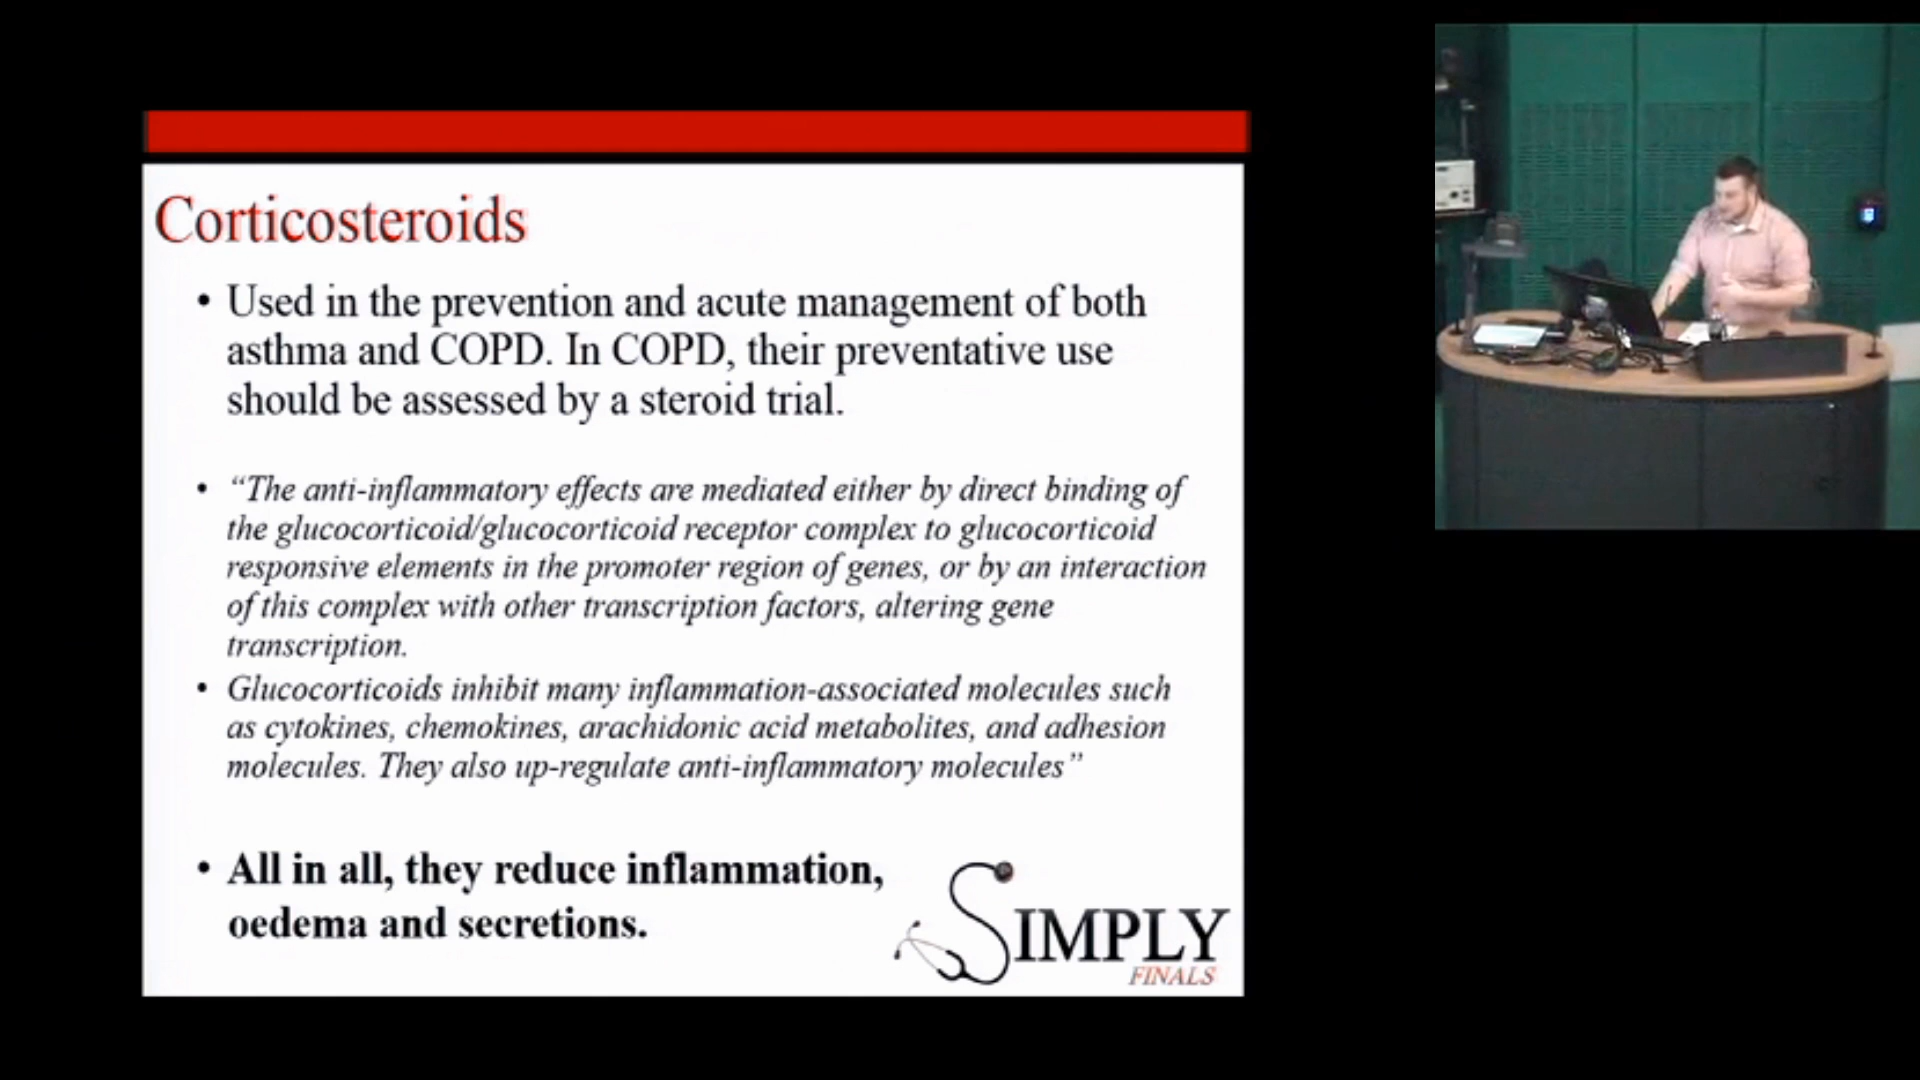 Corticosteroids
• Used in the prevention and acute management of both
asthma and COPD. In COPD, their preventative use
should be assessed by a steroid trial.
• “The anti-inflammatory effects are mediated either by direct binding of
the glucocorticoid/glucocorticoid receptor complex to glucocorticoid
responsive elements in the promoter region of genes, or by an interaction
of this complex with other transcription factors, altering gene
transcription.
• Glucocorticoids inhibit many inflammation-associated molecules such
as cytokines, chemokines, arachidonic acid metabolites, and adhesion
molecules. They also up-regulate anti-inflammatory molecules”
• All in all, they reduce inflammation,
oedema and secretions.
SIMPLY
FINALS